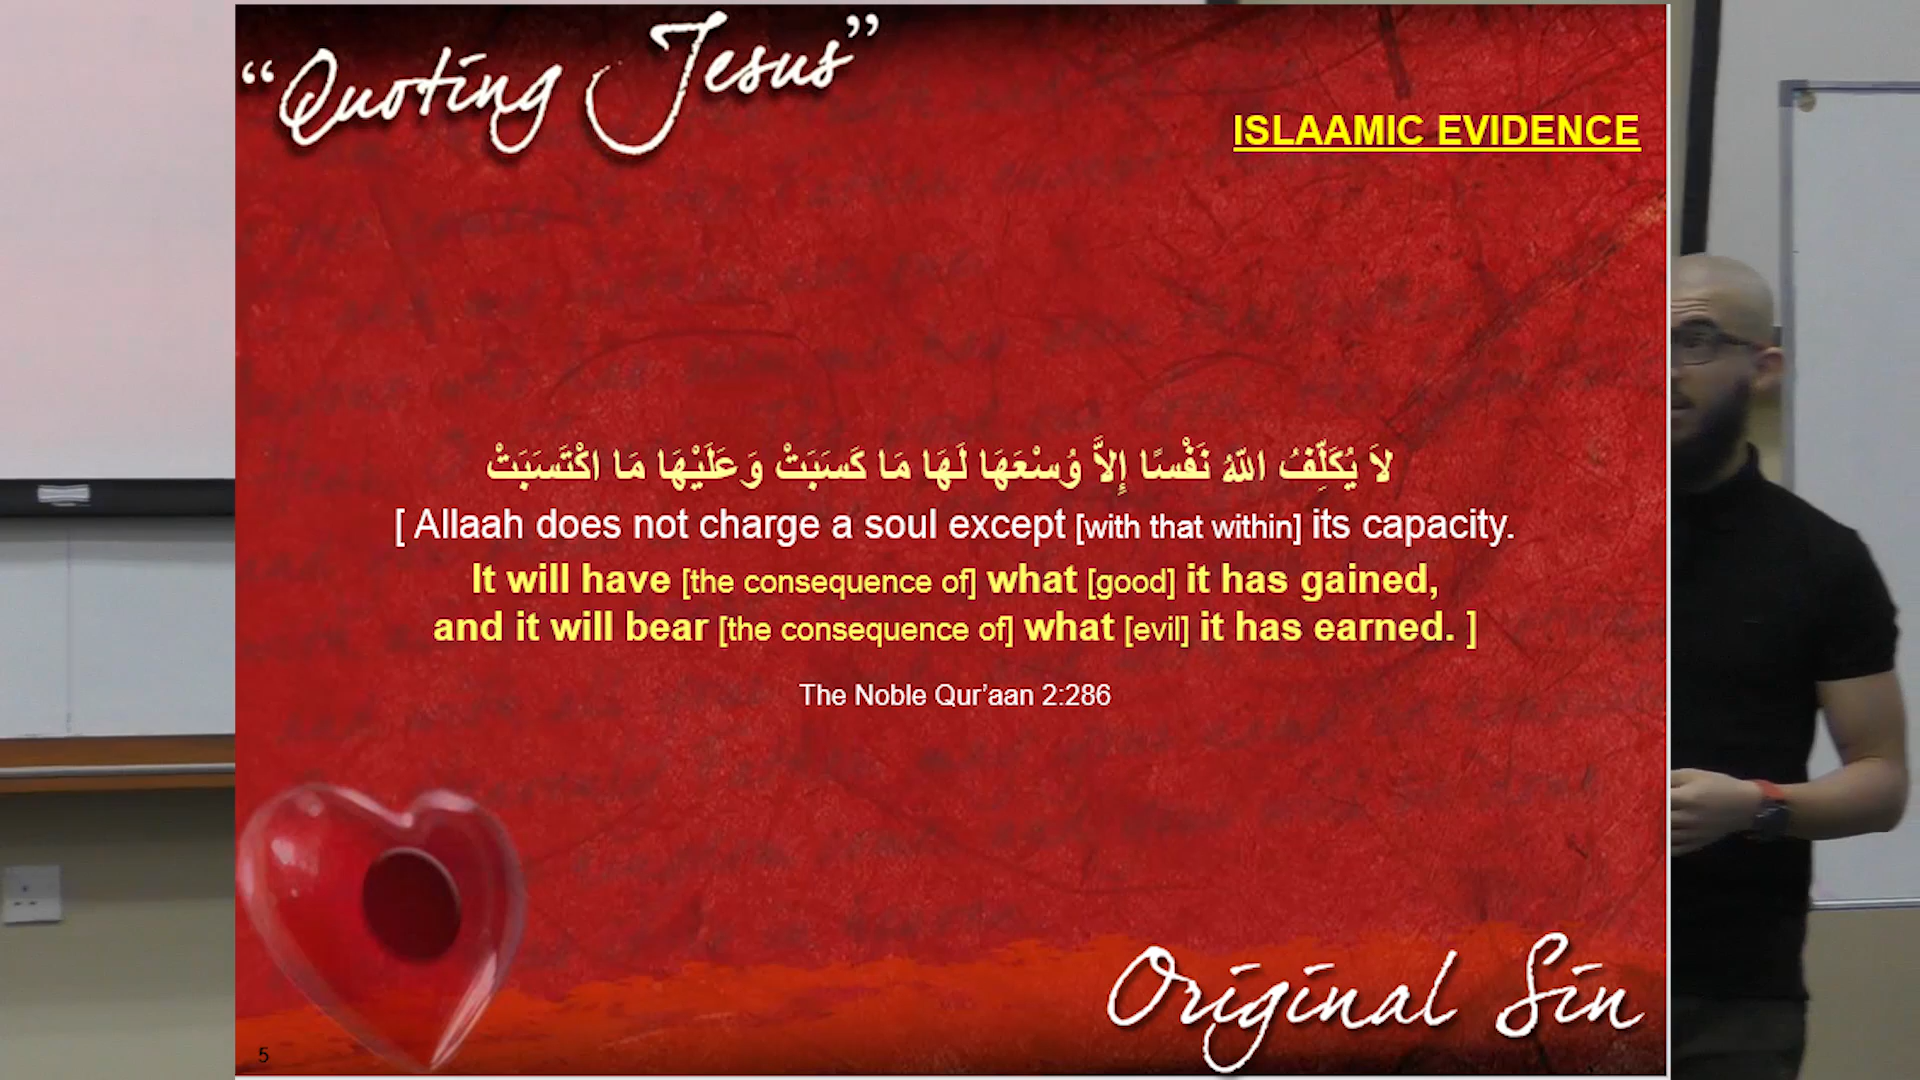 “Quoting Jesus”
ISLAAMIC EVIDENCE
لاَ يُكَلِّفُ اللّهُ نَفْسًا إِلاَّ وُسْعَهَا لَهَا مَا كَسَبَتْ وَعَلَيْهَا مَا اكْتَسَبَتْ
[ Allaah does not charge a soul except [with that within] its capacity.
It will have [the consequence of] what [good] it has gained,
and it will bear [the consequence of] what [evil] it has earned. ]
The Noble Qur’aan 2:286
Original Sin
5